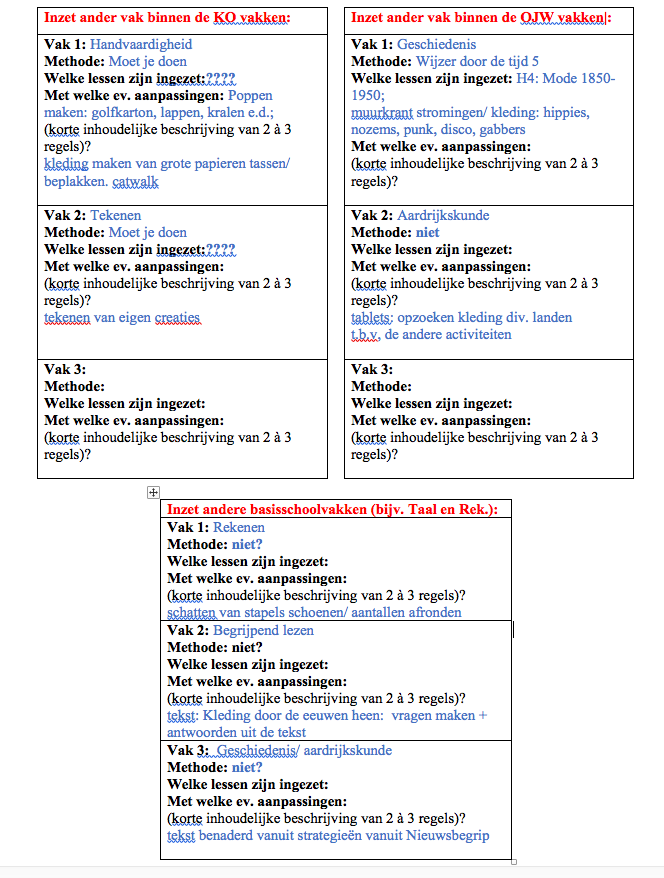 Inzet ander vak binnen de KO vakken:
Vak 1: Handvaardigheid
Methode: Moet je doen
Welke lessen zijn ingezet:????
Met welke ev. aanpassingen: Poppen
maken: golfkarton, lappen, kralen e.d.;
(korte inhoudelijke beschrijving van 2 à 3
regels)?
kleding maken van grote papieren tassen/
beplakken. catwalk
Vak 2: Tekenen
Methode: Moet je doen
Welke lessen zijn ingezet:????
Met welke ev. aanpassingen:
(korte inhoudelijke beschrijving van 2 à 3
regels)?
tekenen van eigen creaties
Vak 3:
Methode:
Welke lessen zijn ingezet:
Met welke ev. aanpassingen:
(korte inhoudelijke beschrijving van 2 à 3
regels)?
Inzet ander vak binnen de OJW vakken:
Vak 1: Geschiedenis
Methode: Wijzer door de tijd 5
Welke lessen zijn ingezet: H4: Mode 1850-
1950;
muurkrant stromingen/ kleding: hippies,
nozems, punk, disco, gabbers
Met welke ev. aanpassingen:
(korte inhoudelijke beschrijving van 2 à 3
regels)?
Vak 2: Aardrijkskunde
Methode: niet
Welke lessen zijn ingezet:
Met welke ev. aanpassingen:
(korte inhoudelijke beschrijving van 2 à 3
regels)?
tablets: opzoeken kleding div. landen
t.b.v, de andere activiteiten
Vak 3:
Methode:
Welke lessen zijn ingezet:
Met welke ev. aanpassingen:
(korte inhoudelijke beschrijving van 2 à 3
regels)?
Inzet andere basisschoolvakken (bijv. Taal en Rek.):
Vak 1: Rekenen
Methode: niet?
Welke lessen zijn ingezet:
Met welke ev. aanpassingen:
(korte inhoudelijke beschrijving van 2 à 3 regels)?
schatten van stapels schoenen/ aantallen afronden
Vak 2: Begrijpend lezen
Methode: niet?
Welke lessen zijn ingezet:
Met welke ev. aanpassingen:
(korte inhoudelijke beschrijving van 2 à 3 regels)?
tekst: Kleding door de eeuwen heen: vragen maken +
antwoorden uit de tekst
Vak 3: Geschiedenis/ aardrijkskunde
Methode: niet?
Welke lessen zijn ingezet:
Met welke ev. aanpassingen:
(korte inhoudelijke beschrijving van 2 à 3 regels)?
tekst benaderd vanuit strategieën vanuit Nieuwsbegrip